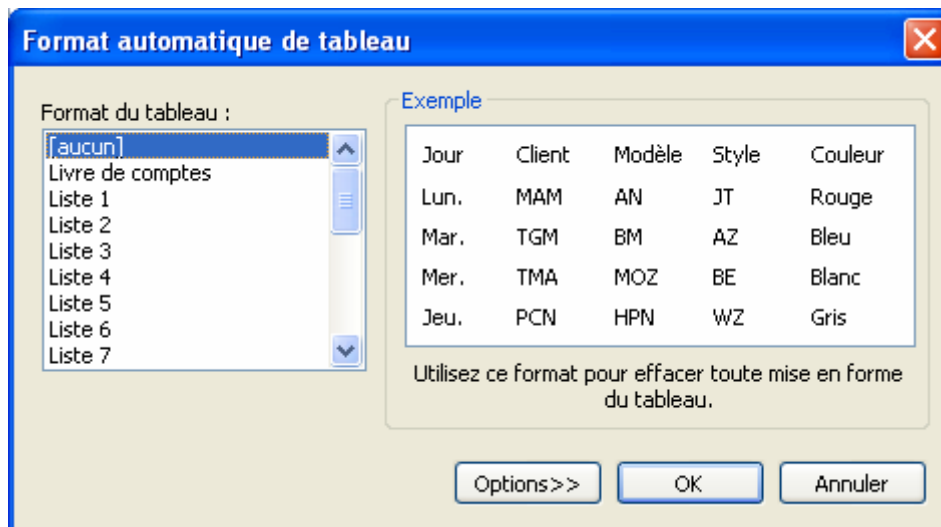 Format automatique de tableau
Format du tableau :
[aucun]
Livre de comptes
Liste 1
Liste 2
Liste 3
Liste 4
Liste 5
Liste 6
Liste 7
Exemple
Jour Client Modèle Style Couleur
Lun. MAM AN JT Rouge
Mar. TGM BM AZ Bleu
Mer. TMA MOZ BE Blanc
Jeu. PCN HPN WZ Gris
Utilisez ce format pour effacer toute mise en forme
du tableau.
Options>> OK Annuler